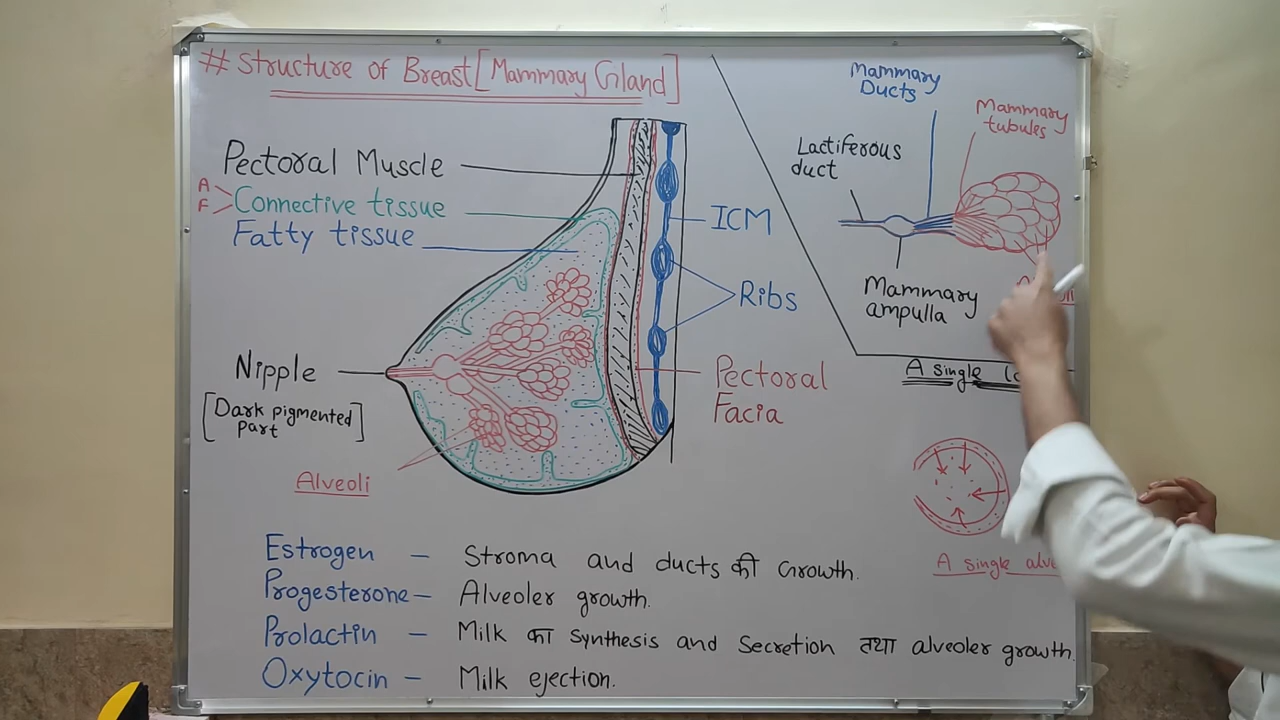 # Structure of Breast [Mammary Gland]
Pectoral Muscle
A
F
Connective tissue
Fatty tissue
Nipple
[Dark pigmented
part]
Alveoli
ICM
Ribs
Pectoral
Facia
Mammary
Ducts
Mammary
tubules
Lactiferous
duct
Mammary
ampulla
A single
A single
Estrogen — Stroma and ducts की Growth.
Progesterone — Alveoler growth.
Prolactin — Milk का synthesis and Secretion तथा alveoler growth.
Oxytocin — Milk ejection.